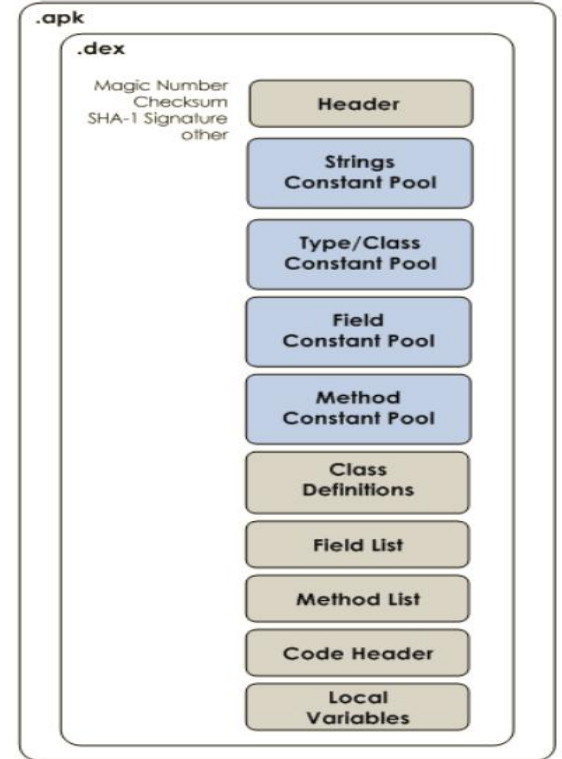 .apk
.dex
Magic Number
Checksum
SHA-1 Signature
other
Header
Strings
Constant Pool
Type/Class
Constant Pool
Field
Constant Pool
Method
Constant Pool
Class
Definitions
Field List
Method List
Code Header
Local
Variables